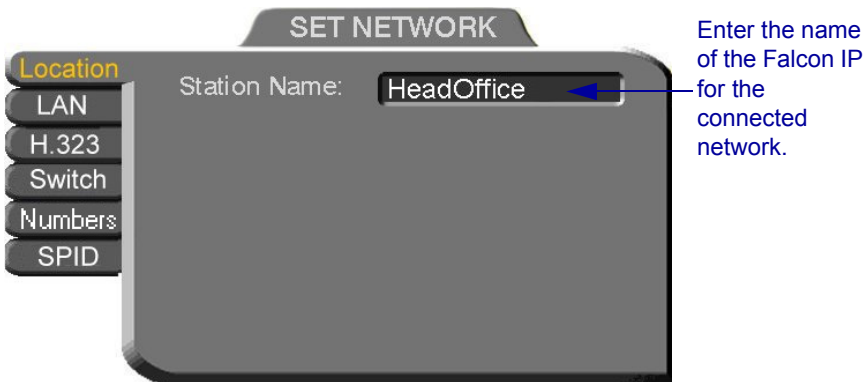 SET NETWORK
Location
LAN
H.323
Switch
Numbers
SPID
Station Name:
HeadOffice
Enter the name
of the Falcon IP
for the
connected
network.